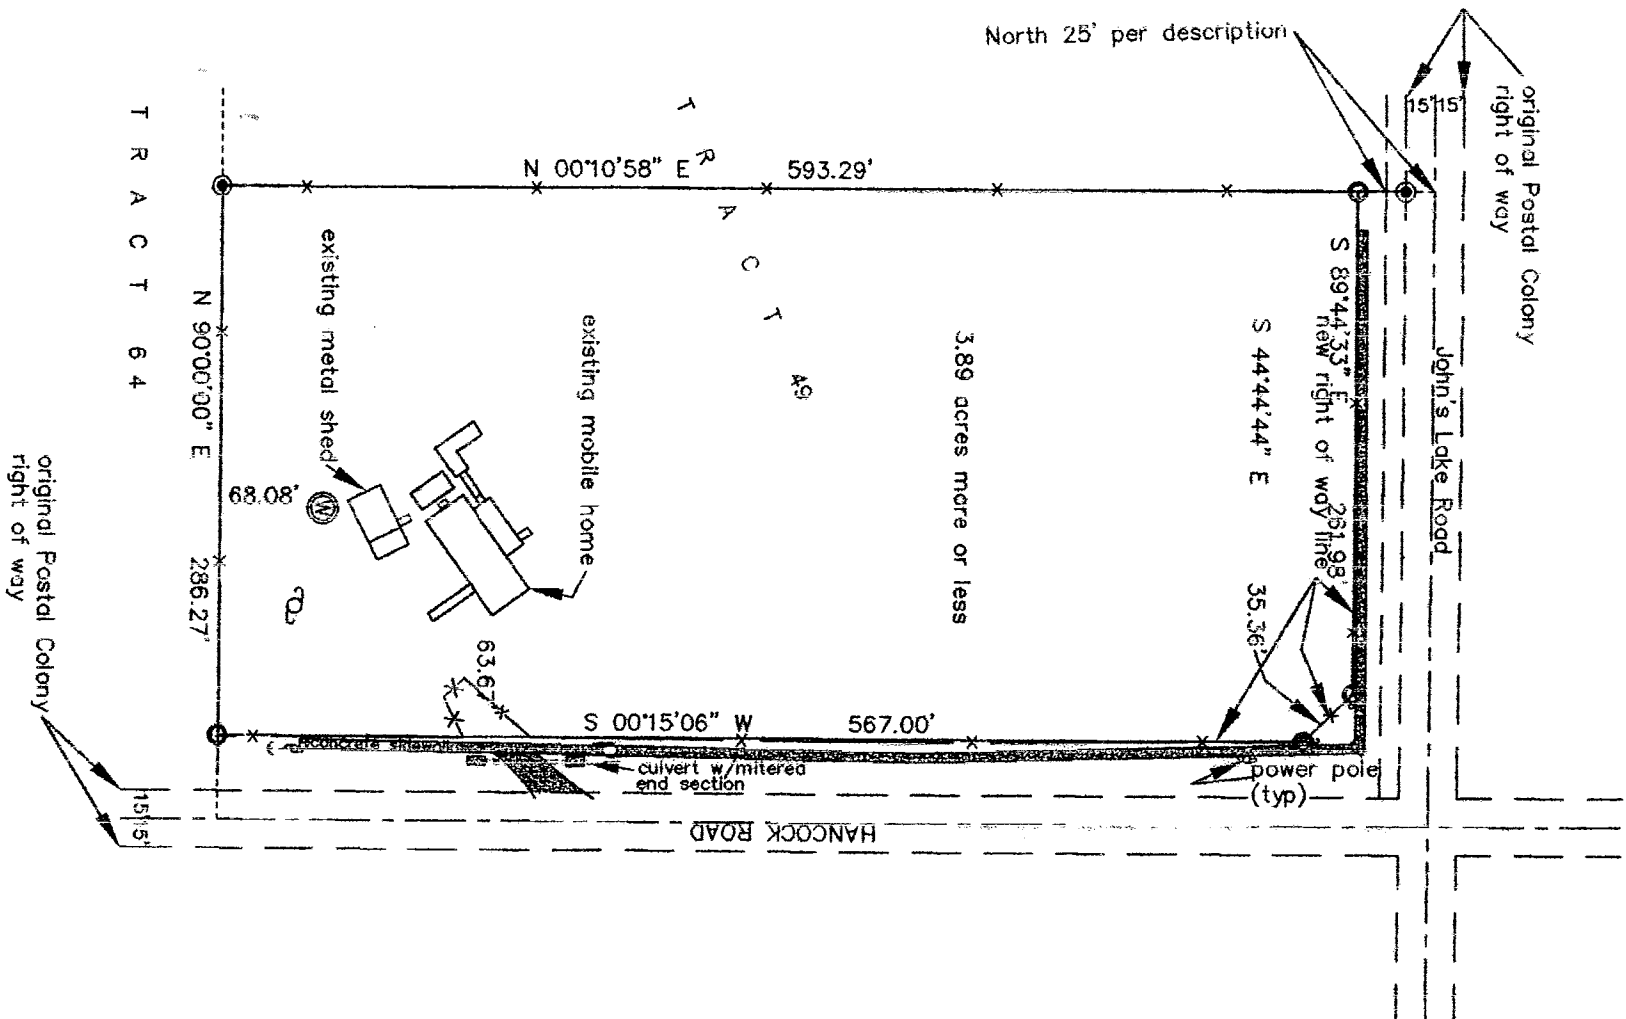 North 25' per description
original Postal Colony
right of way
15'
15'
TRACT 64
TRACT 49
N 00°10'58" E 593.29'
existing metal shed
existing mobile home
3.89 acres more or less
S 89°44'33" E 261.98'
new right of way line
S 44°44'44" E 35.36'
John's Lake Road
N 90°00'00" E 286.27'
68.08'
W
63.67'
original Postal Colony
right of way
S 00°15'06" W 567.00'
concrete sidewalk
culvert w/mitered
end section
power pole
(typ)
15'
15'
HANCOCK ROAD